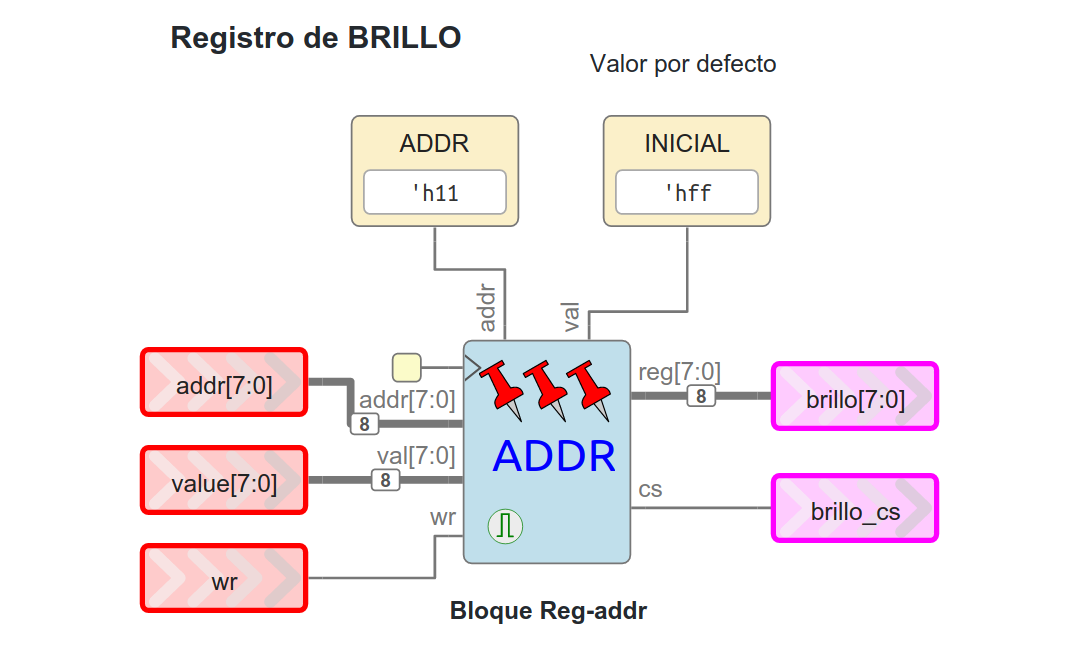 Registro de BRILLO
Valor por defecto
ADDR
INICIAL
'h11
'hff
addr
val
addr[7:0]
addr[7:0]
8
reg[7:0]
8
brillo[7:0]
value[7:0]
val[7:0]
8
ADDR
cs
brillo_cs
wr
wr
Bloque Reg-addr